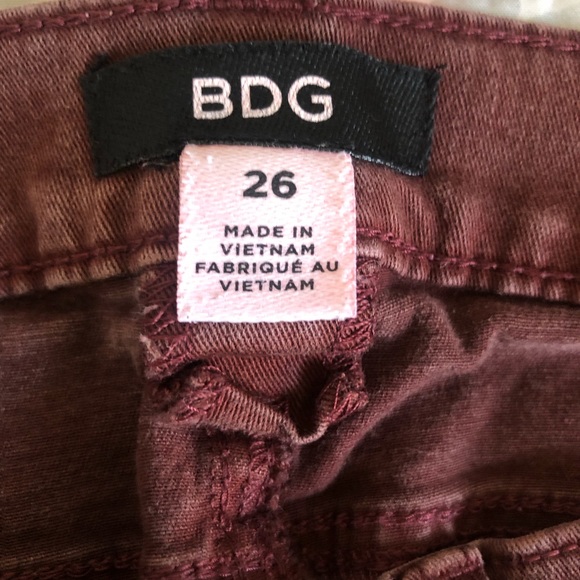 BDG
26
MADE IN
VIETNAM
FABRIQUÉ AU
VIETNAM